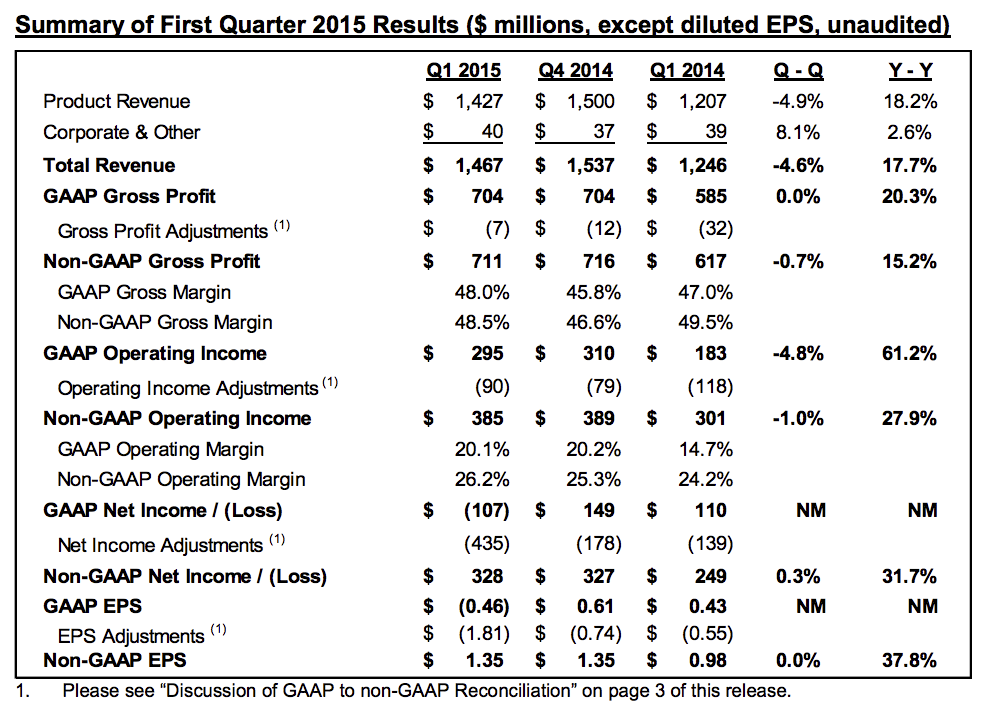 Summary of First Quarter 2015 Results ($ millions, except diluted EPS, unaudited)
Q1 2015 Q4 2014 Q1 2014 Q - Q Y - Y
Product Revenue $ 1,427 $ 1,500 $ 1,207 -4.9% 18.2%
Corporate & Other $ 40 $ 37 $ 39 8.1% 2.6%
Total Revenue $ 1,467 $ 1,537 $ 1,246 -4.6% 17.7%
GAAP Gross Profit $ 704 $ 704 $ 585 0.0% 20.3%
Gross Profit Adjustments (1) $ (7) $ (12) $ (32)
Non-GAAP Gross Profit $ 711 $ 716 $ 617 -0.7% 15.2%
GAAP Gross Margin 48.0% 45.8% 47.0%
Non-GAAP Gross Margin 48.5% 46.6% 49.5%
GAAP Operating Income $ 295 $ 310 $ 183 -4.8% 61.2%
Operating Income Adjustments (1) (90) (79) (118)
Non-GAAP Operating Income $ 385 $ 389 $ 301 -1.0% 27.9%
GAAP Operating Margin 20.1% 20.2% 14.7%
Non-GAAP Operating Margin 26.2% 25.3% 24.2%
GAAP Net Income / (Loss) $ (107) $ 149 $ 110 NM NM
Net Income Adjustments (1) (435) (178) (139)
Non-GAAP Net Income / (Loss) $ 328 $ 327 $ 249 0.3% 31.7%
GAAP EPS $ (0.46) $ 0.61 $ 0.43 NM NM
EPS Adjustments (1) $ (1.81) $ (0.74) $ (0.55)
Non-GAAP EPS $ 1.35 $ 1.35 $ 0.98 0.0% 37.8%
1. Please see “Discussion of GAAP to non-GAAP Reconciliation” on page 3 of this release.